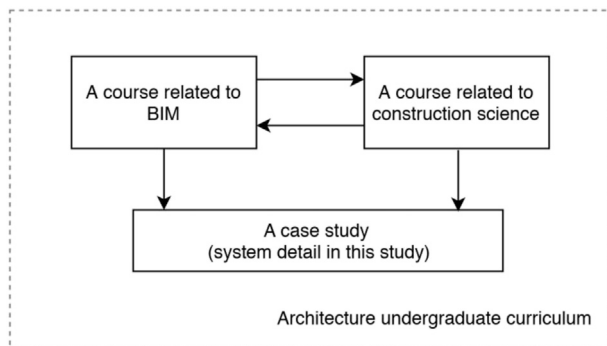 A course related to
BIM
A course related to
construction science
A case study
(system detail in this study)
Architecture undergraduate curriculum